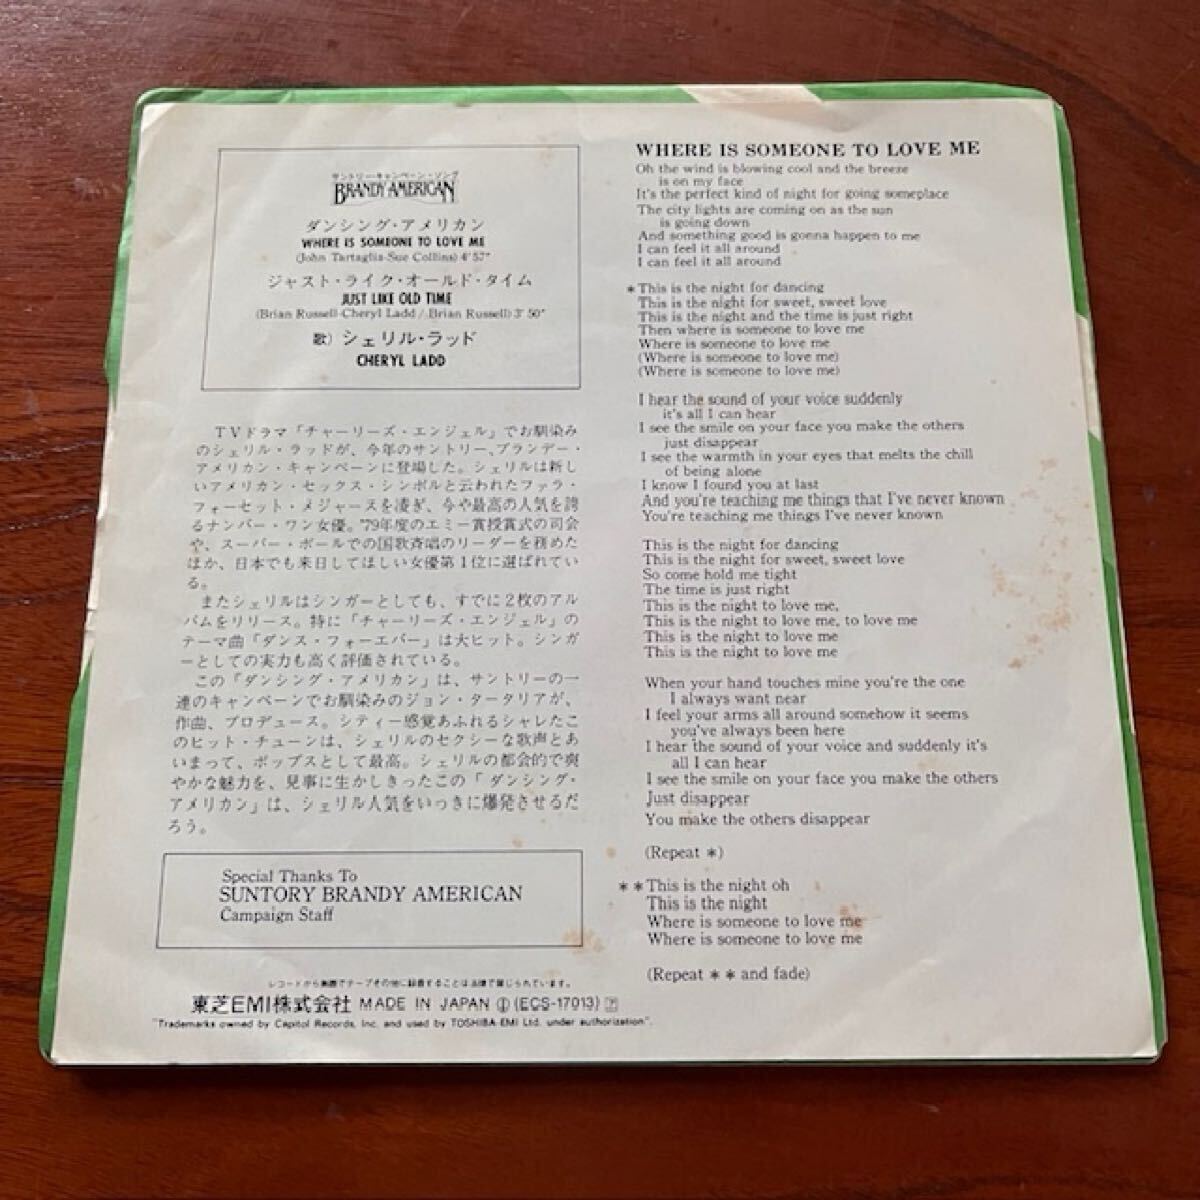 サントリーキャンペーン・ソング
BRANDY AMERICAN
ダンシング・アメリカン
WHERE IS SOMEONE TO LOVE ME
(John Tartaglia-Sue Collins) 4'57"
ジャスト・ライク・オールド・タイム
JUST LIKE OLD TIME
(Brian Russell-Cheryl Ladd / Brian Russell) 3'50"
歌) シェリル・ラッド
CHERYL LADD
TVドラマ「チャーリーズ・エンジェル」でお馴染み
のシェリル・ラッドが、今年のサントリー、ブランデー・
アメリカン・キャンペーンに登場した。シェリルは新し
いアメリカン・セックス・シンボルと云われたファラ・
フォーセット・メジャースを凌ぎ、今や最高の人気を誇
るナンバー・ワン女優。'79年度のエミー賞授賞式の司会
や、スーパー・ボールでの国歌斉唱のリーダーを務めた
ほか、日本でも来日してほしい女優第1位に選ばれてい
る。
またシェリルはシンガーとしても、すでに2枚のアル
バムをリリース。特に「チャーリーズ・エンジェル」の
テーマ曲「ダンス・フォーエバー」は大ヒット。シンガ
ーとしての実力も高く評価されている。
この「ダンシング・アメリカン」は、サントリーの一
連のキャンペーンでお馴染みのジョン・タータリアが、
作曲、プロデュース。シティー感覚あふれるシャレたこ
のヒット・チューンは、シェリルのセクシーな歌声とあ
いまって、ポップスとして最高。シェリルの都会的で爽
やかな魅力を、見事に生かしきったこの「ダンシング・
アメリカン」は、シェリル人気をいっきに爆発させるだ
ろう。
Special Thanks To
SUNTORY BRANDY AMERICAN
Campaign Staff
レコードから無断でテープその他に録音することは法律で禁じられています。
東芝EMI株式会社 MADE IN JAPAN Ⓘ (ECS-17013) Ⓟ
"Trademarks owned by Capitol Records, Inc. and used by TOSHIBA-EMI Ltd. under authorization".
WHERE IS SOMEONE TO LOVE ME
Oh the wind is blowing cool and the breeze
is on my face
It's the perfect kind of night for going someplace
The city lights are coming on as the sun
is going down
And something good is gonna happen to me
I can feel it all around
I can feel it all around
*This is the night for dancing
This is the night for sweet, sweet love
This is the night and the time is just right
Then where is someone to love me
Where is someone to love me
(Where is someone to love me)
(Where is someone to love me)
I hear the sound of your voice suddenly
it's all I can hear
I see the smile on your face you make the others
just disappear
I see the warmth in your eyes that melts the chill
of being alone
I know I found you at last
And you're teaching me things that I've never known
You're teaching me things I've never known
This is the night for dancing
This is the night for sweet, sweet love
So come hold me tight
The time is just right
This is the night to love me,
This is the night to love me, to love me
This is the night to love me
This is the night to love me
When your hand touches mine you're the one
I always want near
I feel your arms all around somehow it seems
you've always been here
I hear the sound of your voice and suddenly it's
all I can hear
I see the smile on your face you make the others
Just disappear
You make the others disappear
(Repeat *)
**This is the night oh
This is the night
Where is someone to love me
Where is someone to love me
(Repeat ** and fade)